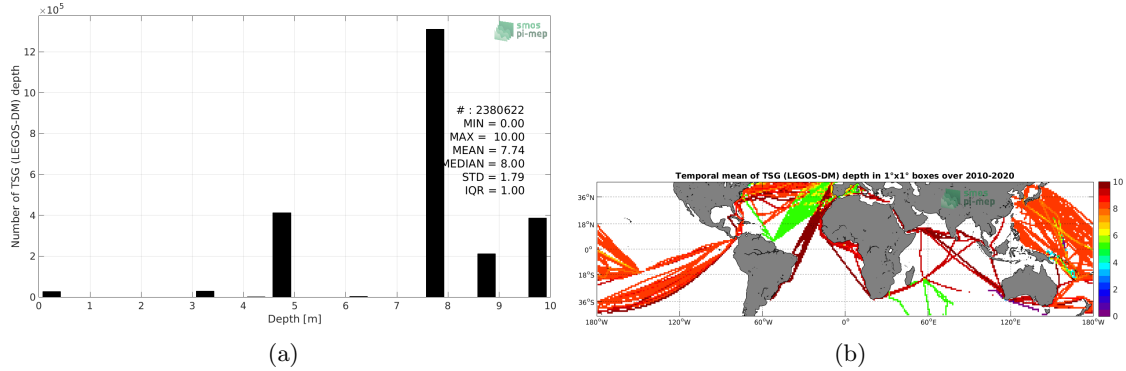 ×10⁵
smos
pi-mep
12
10
8
6
4
2
0
Number of TSG (LEGOS-DM) depth
# : 2380622
MIN = 0.00
MAX = 10.00
MEAN = 7.74
MEDIAN = 8.00
STD = 1.79
IQR = 1.00
0 1 2 3 4 5 6 7 8 9 10
Depth [m]
(a)
Temporal mean of TSG (LEGOS-DM) depth in 1°x1° boxes over 2010-2020
smos
pi-mep
36°N
18°N
0°
18°S
36°S
180°W 120°W 60°W 0° 60°E 120°E 180°E
10
8
6
4
2
0
(b)